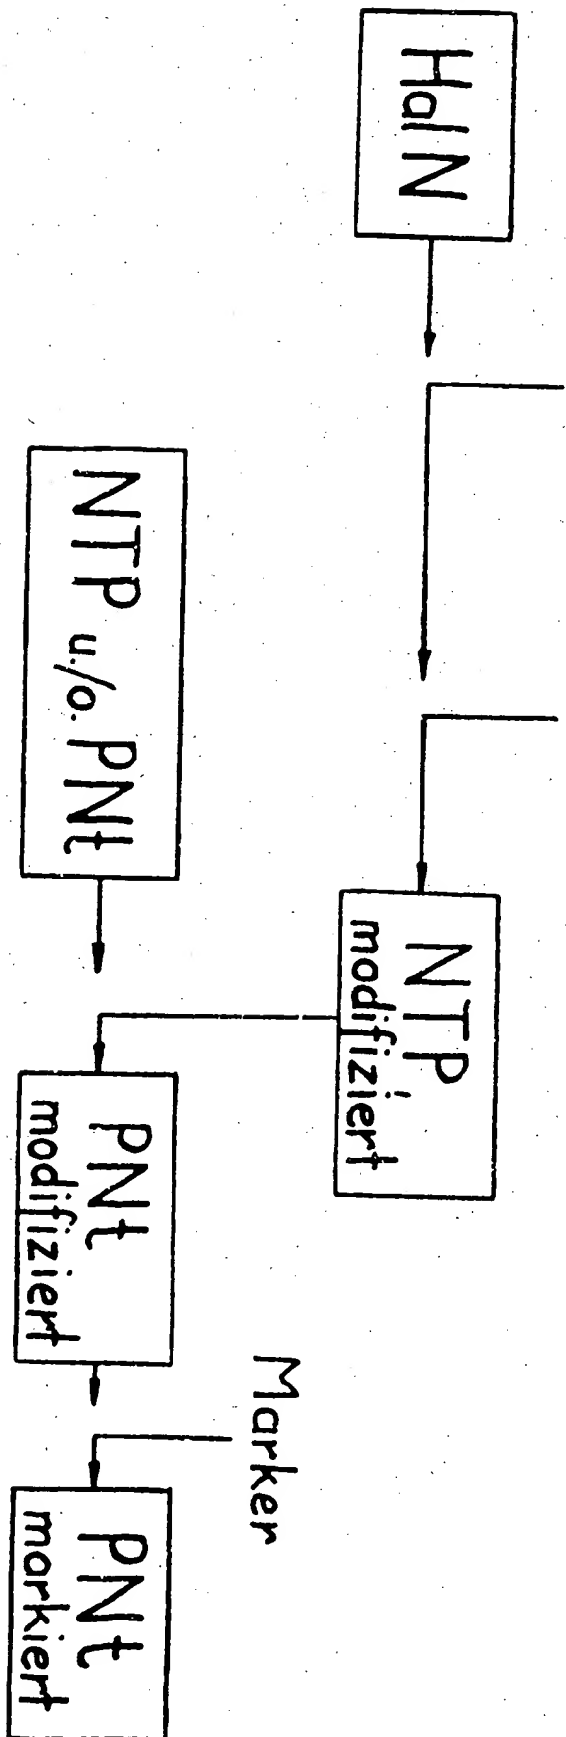 HalN
NTP
modifiziert
NTP u./o. PNt
PNt
modifiziert
Marker
PNt
markiert